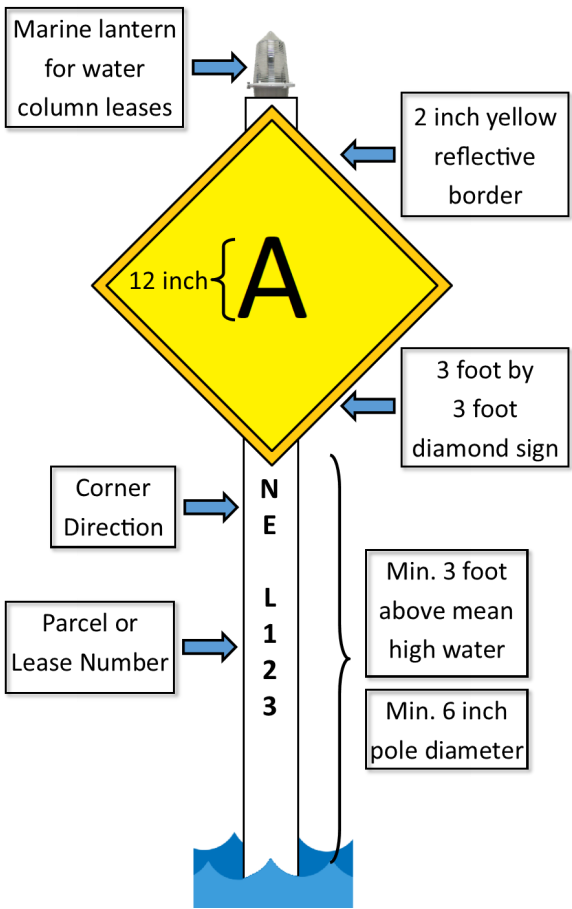 Marine lantern
for water
column leases
2 inch yellow
reflective
border
12 inch
A
3 foot by
3 foot
diamond sign
Corner
Direction
N
E
Parcel or
Lease Number
L
1
2
3
Min. 3 foot
above mean
high water
Min. 6 inch
pole diameter